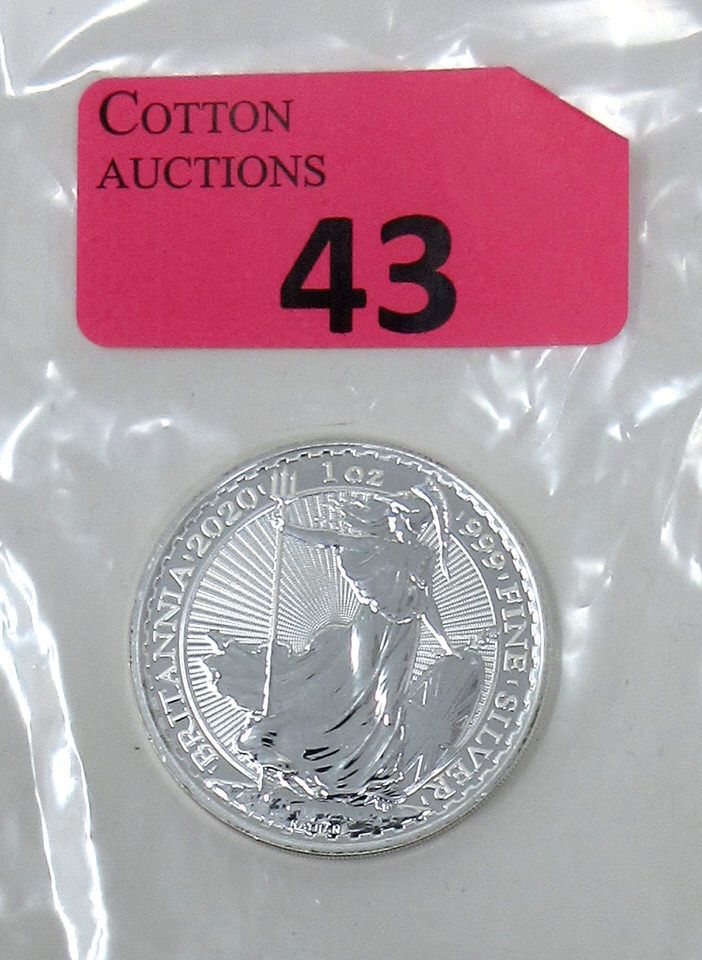 COTTON
AUCTIONS
43
BRITANNIA 2020 1 oz 999 FINE SILVER